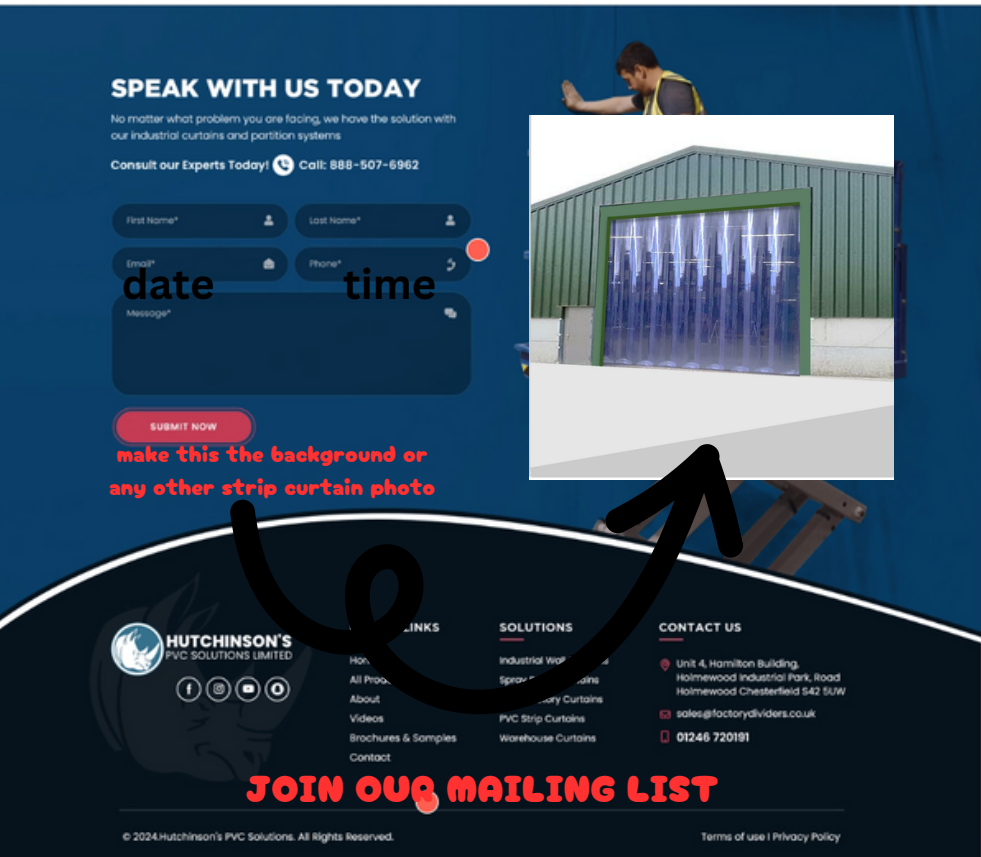 SPEAK WITH US TODAY
No matter what problem you are facing, we have the solution with
our industrial curtains and partition systems
Consult our Experts Today! Call: 888-507-6962
First Name*
Last Name*
Email*
Phone*
date
time
Message*
SUBMIT NOW
make this the background or
any other strip curtain photo
HUTCHINSON'S
PVC SOLUTIONS LIMITED
LINKS
All
About
Videos
Brochures & Samples
Contact
SOLUTIONS
Industrial
Curtains
PVC Strip Curtains
Warehouse Curtains
CONTACT US
Unit 4, Hamilton Building,
Holmewood Industrial Park, Road
Holmewood Chesterfield S42 5UW
sales@factorydividers.co.uk
01246 720191
JOIN OUR MAILING LIST
© 2024.Hutchinson's PVC Solutions. All Rights Reserved.
Terms of use I Privacy Policy